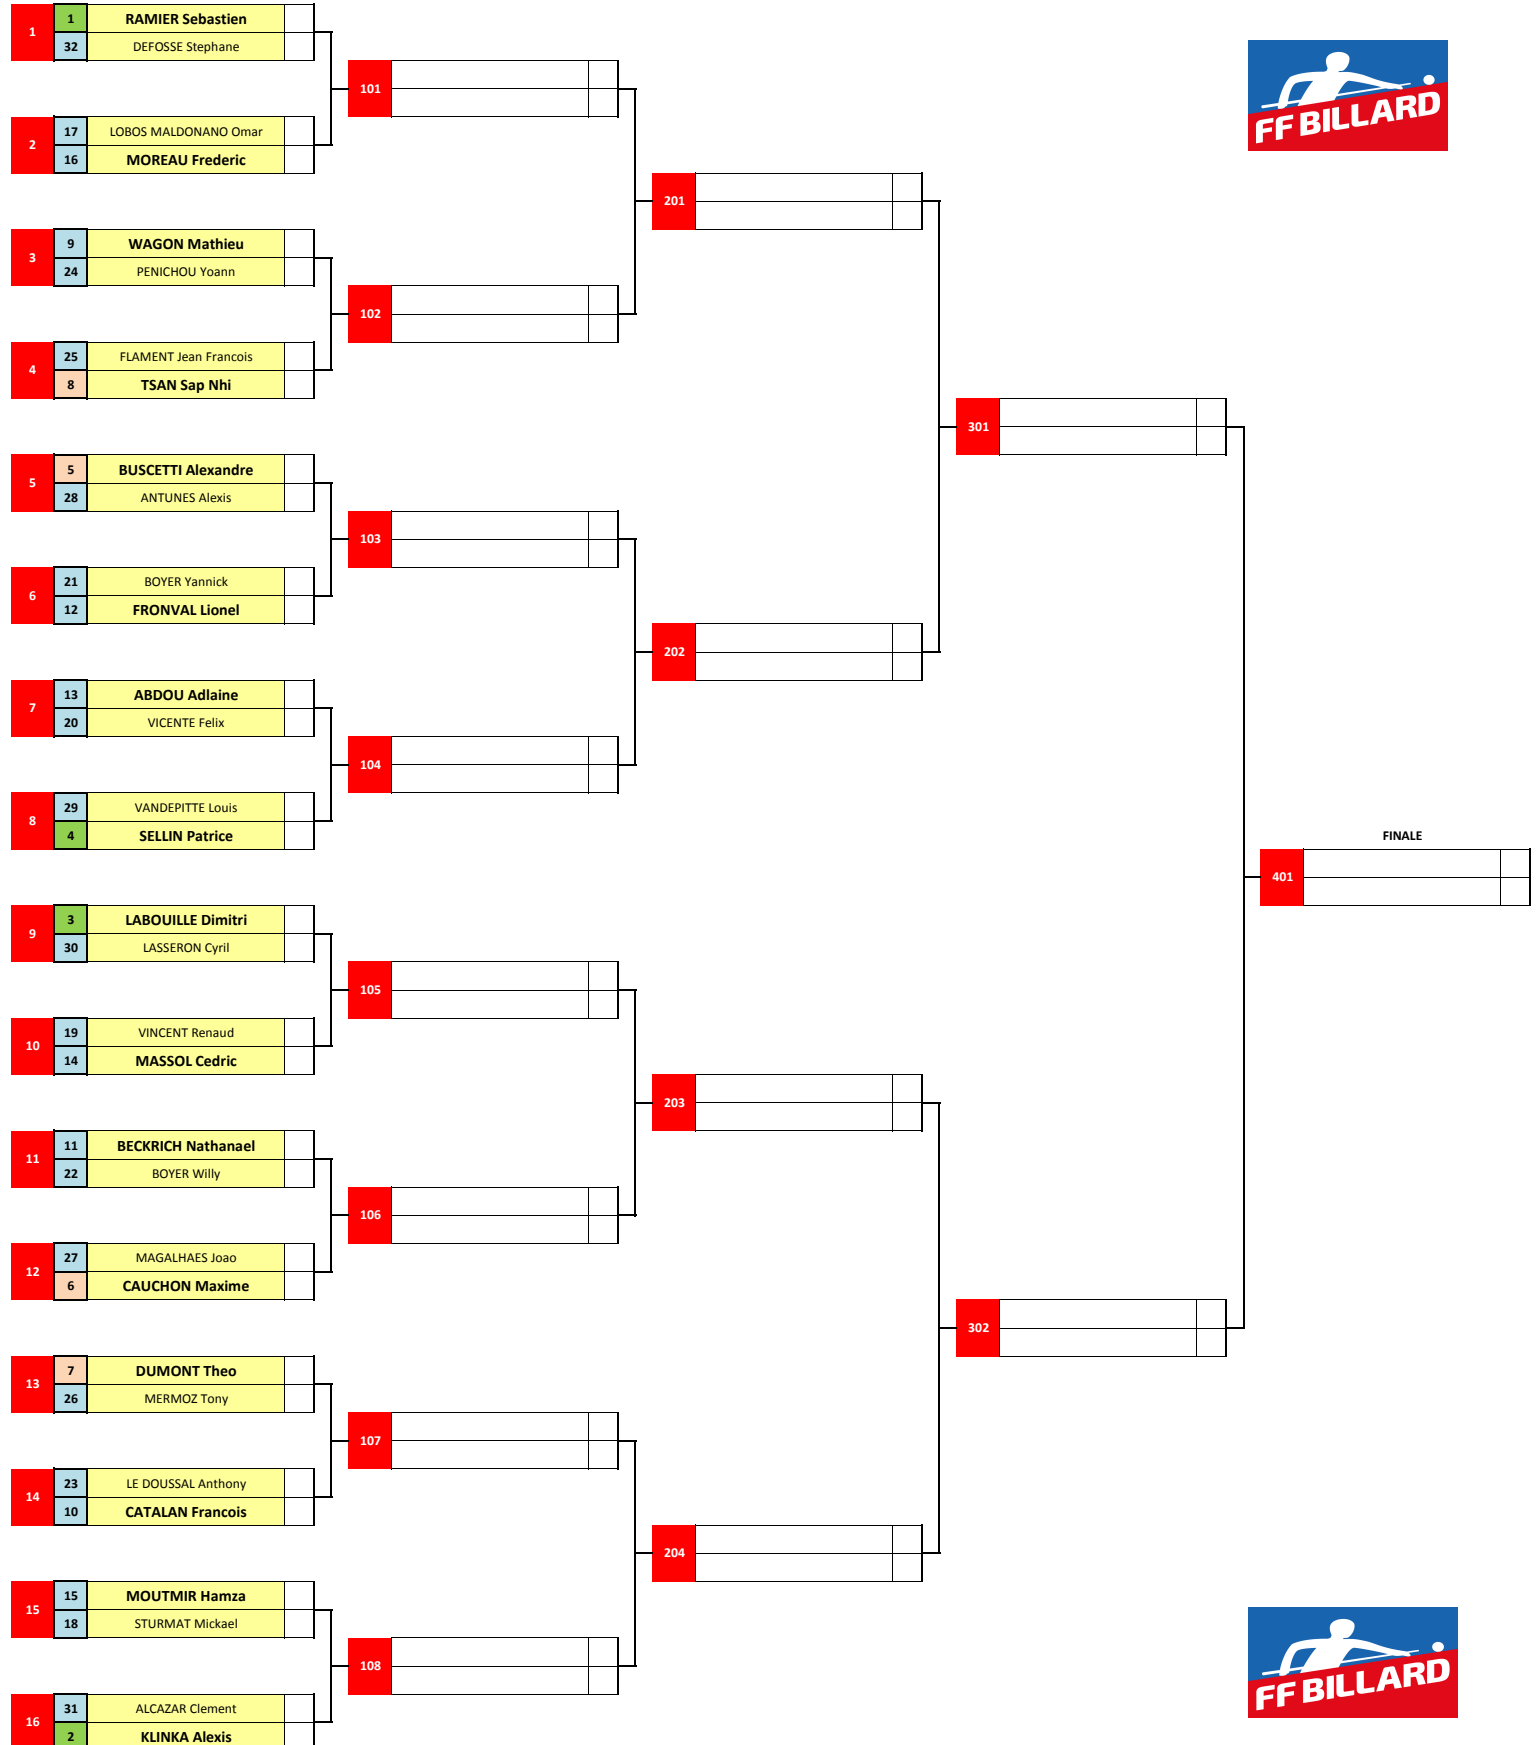 1 1 RAMIER Sebastien
32 DEFOSSE Stephane
101
2 17 LOBOS MALDONANO Omar
16 MOREAU Frederic
FF BILLARD
201
3 9 WAGON Mathieu
24 PENICHOU Yoann
102
4 25 FLAMENT Jean Francois
8 TSAN Sap Nhi
301
5 5 BUSCETTI Alexandre
28 ANTUNES Alexis
103
6 21 BOYER Yannick
12 FRONVAL Lionel
202
7 13 ABDOU Adlaine
20 VICENTE Felix
104
8 29 VANDEPITTE Louis
4 SELLIN Patrice
FINALE
401
9 3 LABOUILLE Dimitri
30 LASSERON Cyril
105
10 19 VINCENT Renaud
14 MASSOL Cedric
203
11 11 BECKRICH Nathanael
22 BOYER Willy
106
12 27 MAGALHAES Joao
6 CAUCHON Maxime
302
13 7 DUMONT Theo
26 MERMOZ Tony
107
14 23 LE DOUSSAL Anthony
10 CATALAN Francois
204
15 15 MOUTMIR Hamza
18 STURMAT Mickael
108
16 31 ALCAZAR Clement
2 KLINKA Alexis
FF BILLARD